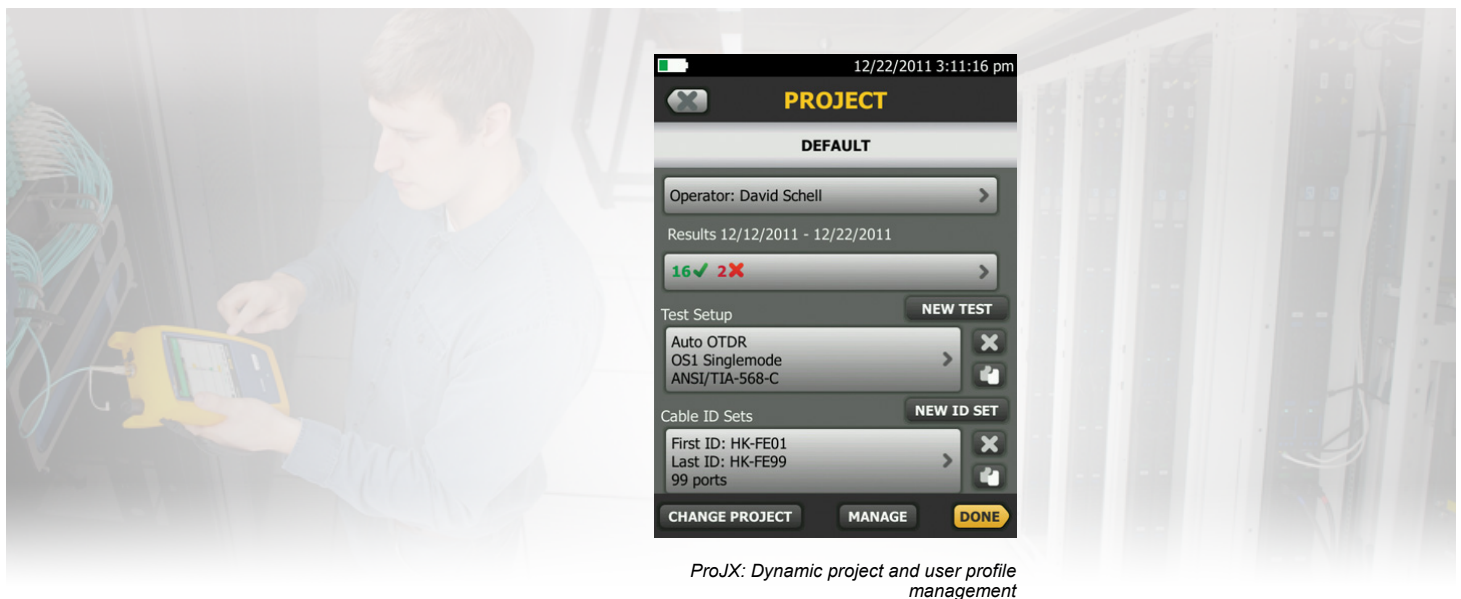 12/22/2011 3:11:16 pm
PROJECT
DEFAULT
Operator: David Schell
Results 12/12/2011 - 12/22/2011
16 2
NEW TEST
Test Setup
Auto OTDR
OS1 Singlemode
ANSI/TIA-568-C
NEW ID SET
Cable ID Sets
First ID: HK-FE01
Last ID: HK-FE99
99 ports
CHANGE PROJECT MANAGE DONE
ProJX: Dynamic project and user profile
management